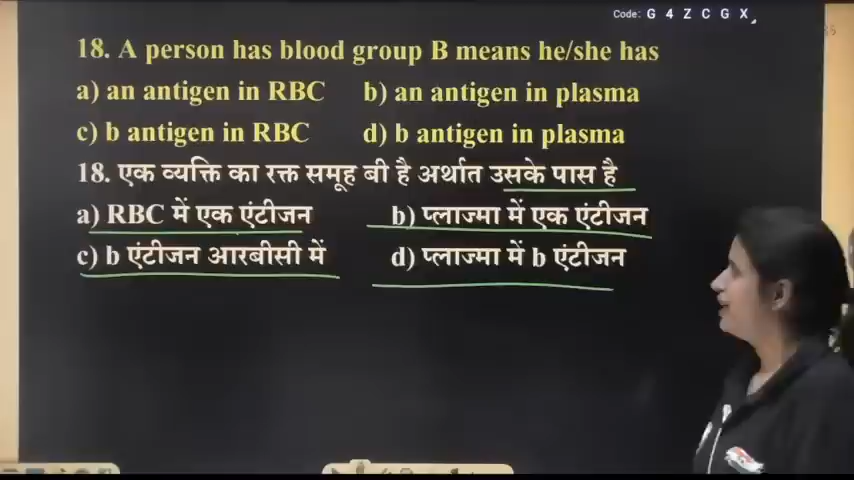 Code: G 4 Z C G X
18. A person has blood group B means he/she has
a) an antigen in RBC b) an antigen in plasma
c) b antigen in RBC d) b antigen in plasma
18. एक व्यक्ति का रक्त समूह बी है अर्थात उसके पास है
a) RBC में एक एंटीजन b) प्लाज्मा में एक एंटीजन
c) b एंटीजन आरबीसी में d) प्लाज्मा में b एंटीजन